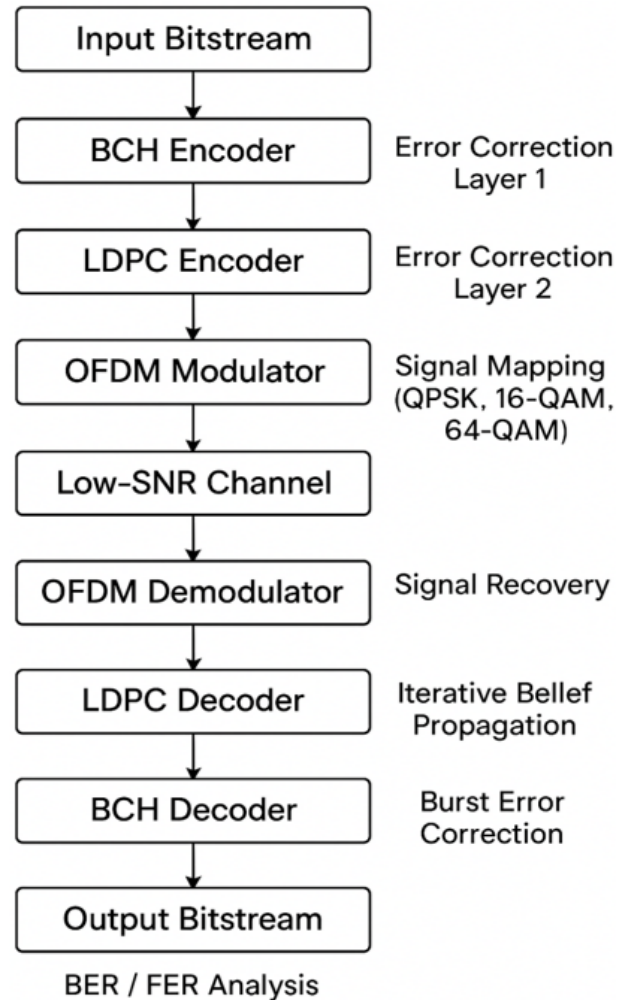 Input Bitstream
BCH Encoder
Error Correction
Layer 1
LDPC Encoder
Error Correction
Layer 2
OFDM Modulator
Signal Mapping
(QPSK, 16-QAM,
64-QAM)
Low-SNR Channel
OFDM Demodulator
Signal Recovery
LDPC Decoder
Iterative Bellef
Propagation
BCH Decoder
Burst Error
Correction
Output Bitstream
BER / FER Analysis